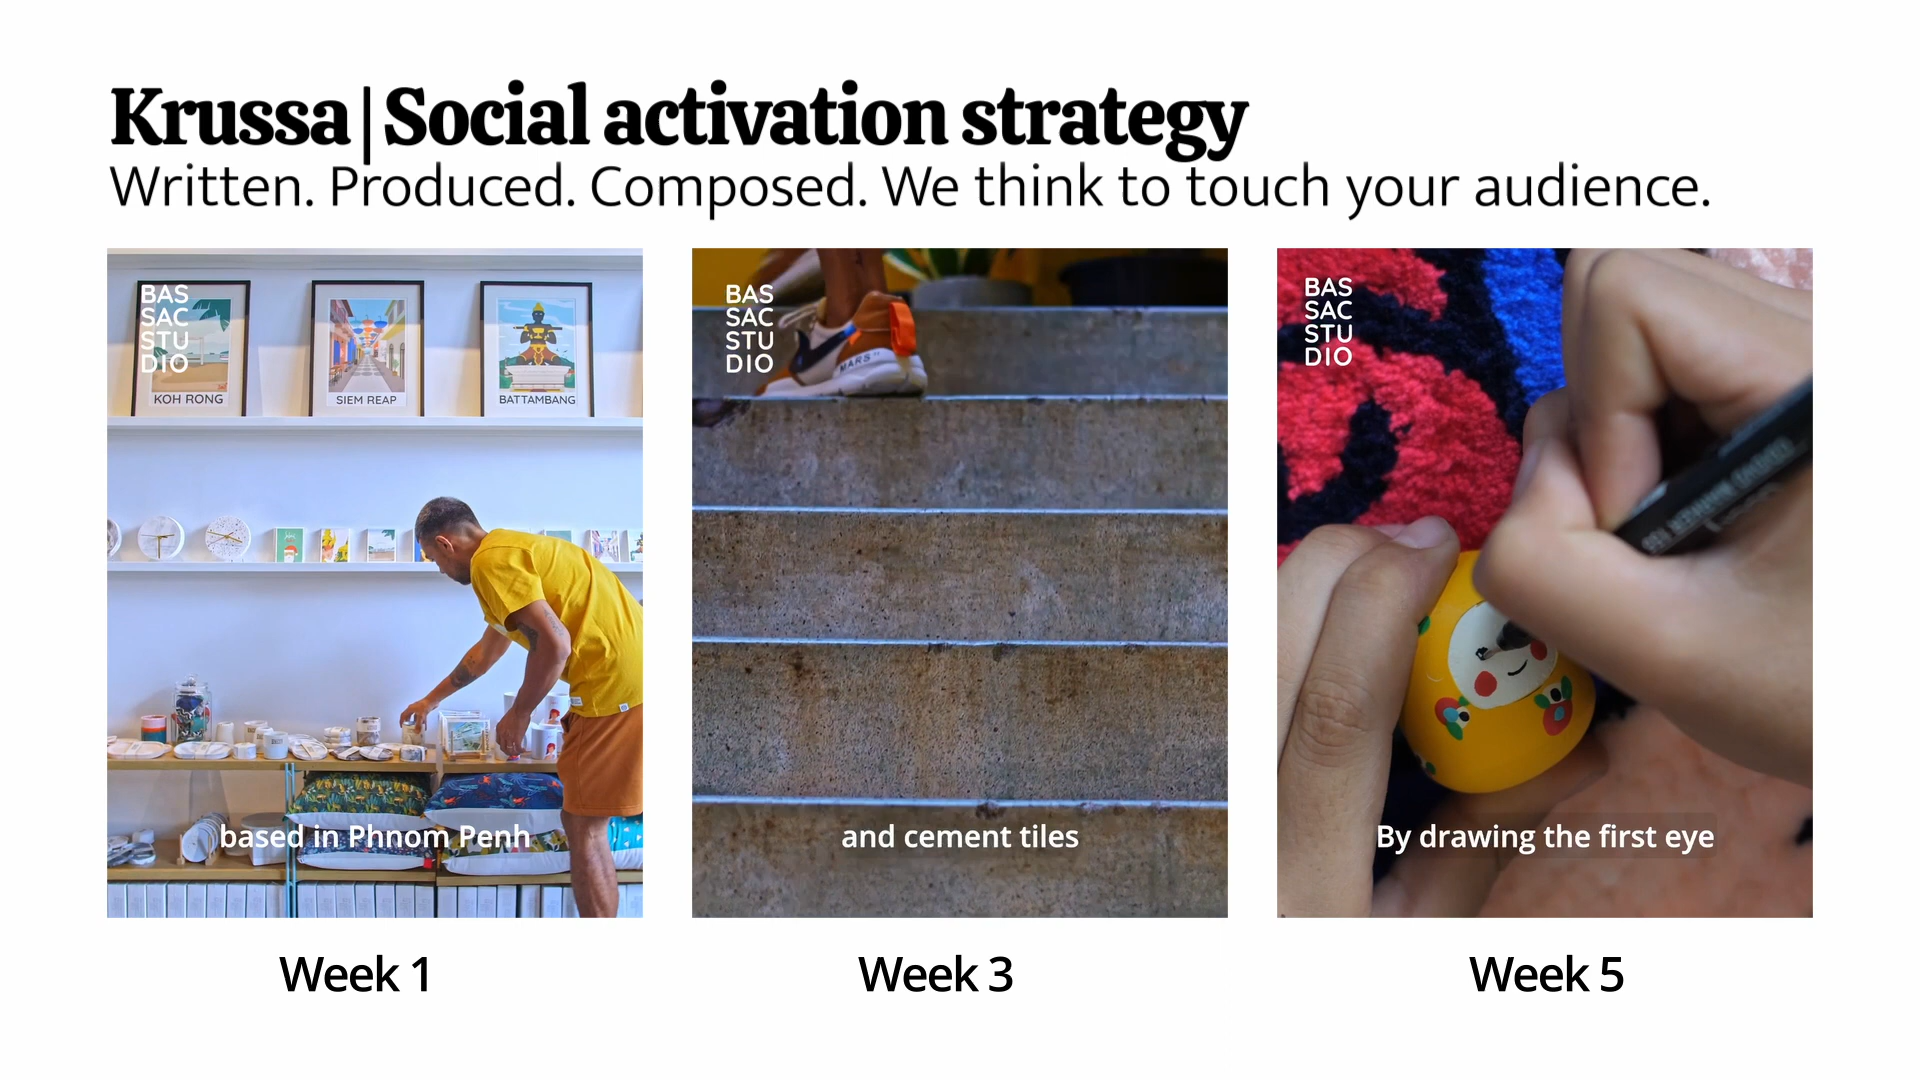 Krussa|Social activation strategy
Written. Produced. Composed. We think to touch your audience.
BAS
SAC
STU
DIO
KOH RONG
SIEM REAP
BATTAMBANG
based in Phnom Penh
Week 1
BAS
SAC
STU
DIO
MARS"
and cement tiles
Week 3
BAS
SAC
STU
DIO
By drawing the first eye
Week 5